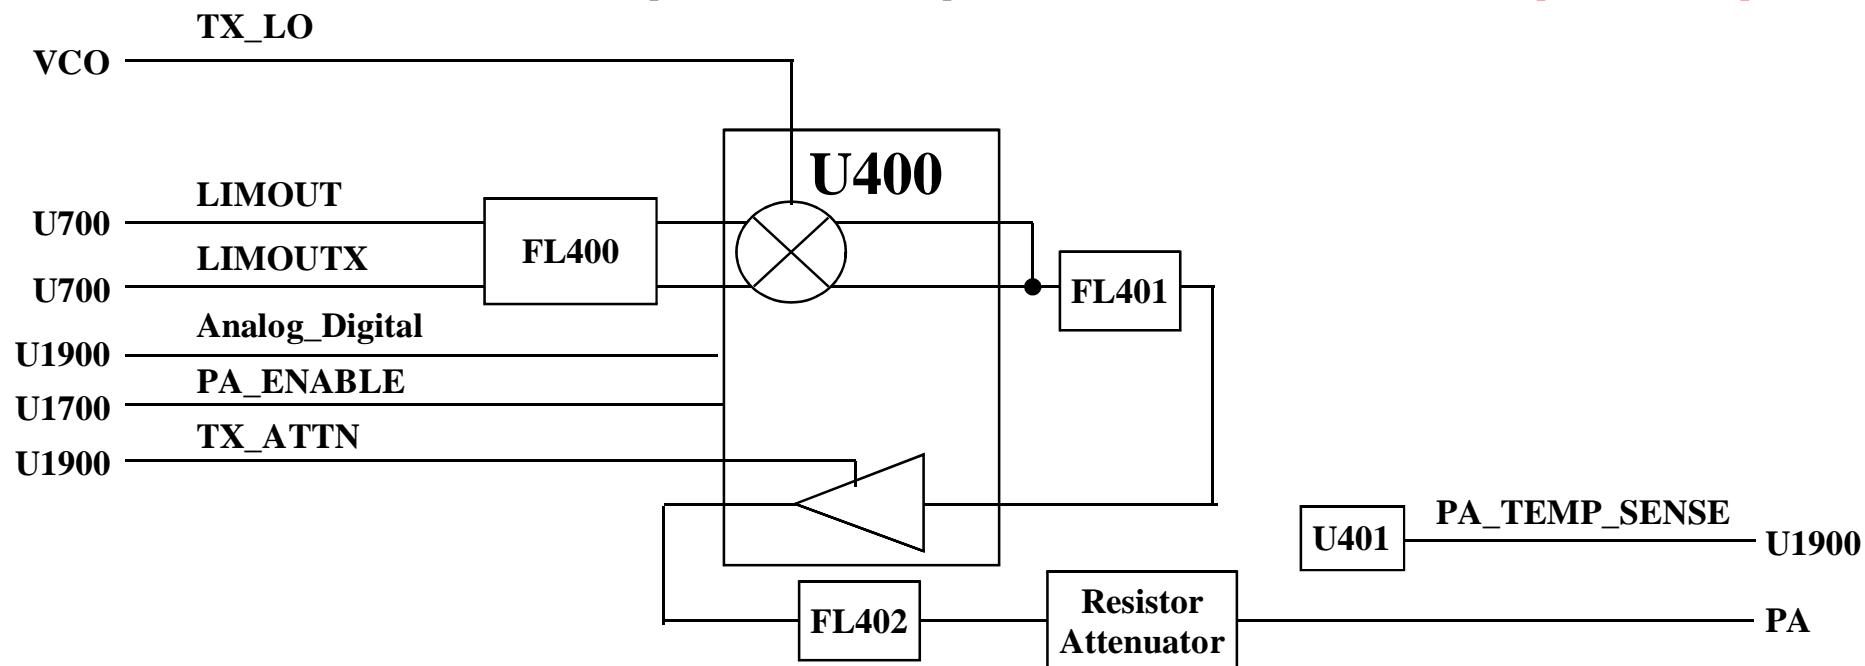 TX_LO
VCO
U400
LIMOUT
U700
FL400
LIMOUTX
U700
FL401
Analog_Digital
U1900
PA_ENABLE
U1700
TX_ATTN
U1900
PA_TEMP_SENSE
U401
U1900
FL402
Resistor
Attenuator
PA